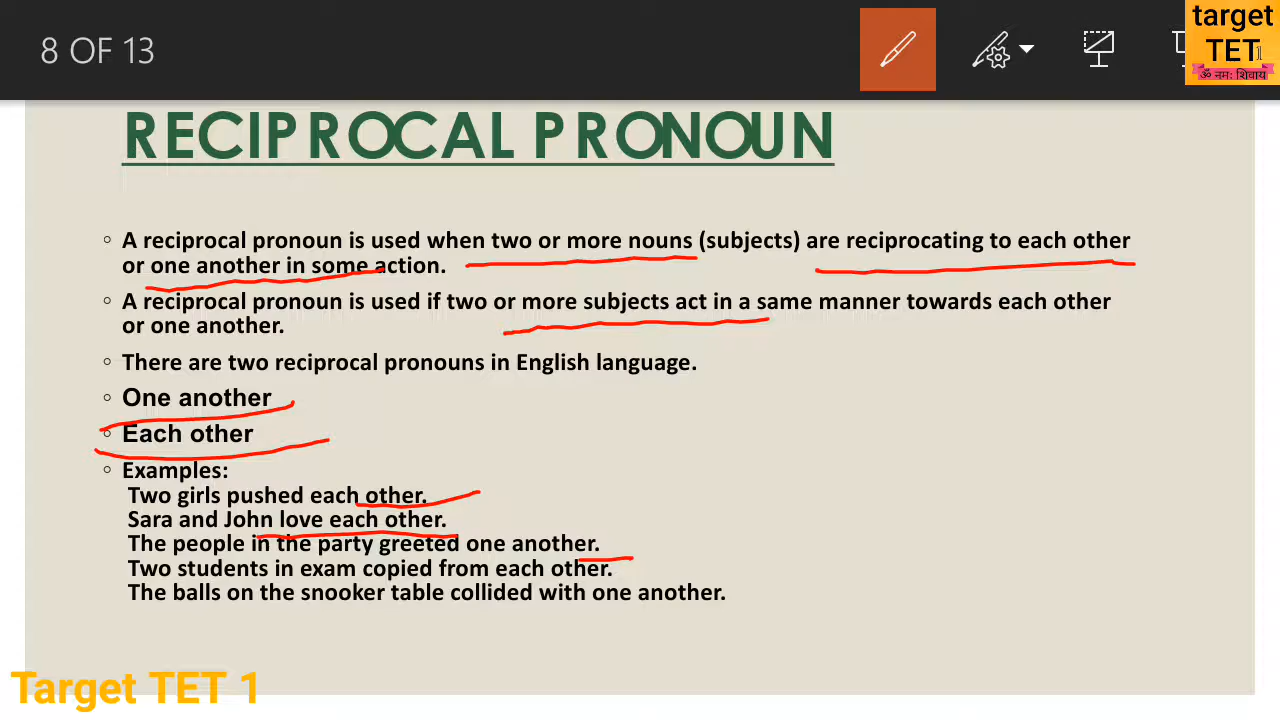 8 OF 13
target
TET1
ॐ नमः शिवाय
RECIPROCAL PRONOUN
◦ A reciprocal pronoun is used when two or more nouns (subjects) are reciprocating to each other
or one another in some action.
◦ A reciprocal pronoun is used if two or more subjects act in a same manner towards each other
or one another.
◦ There are two reciprocal pronouns in English language.
◦ One another
◦ Each other
◦ Examples:
Two girls pushed each other.
Sara and John love each other.
The people in the party greeted one another.
Two students in exam copied from each other.
The balls on the snooker table collided with one another.
Target TET 1